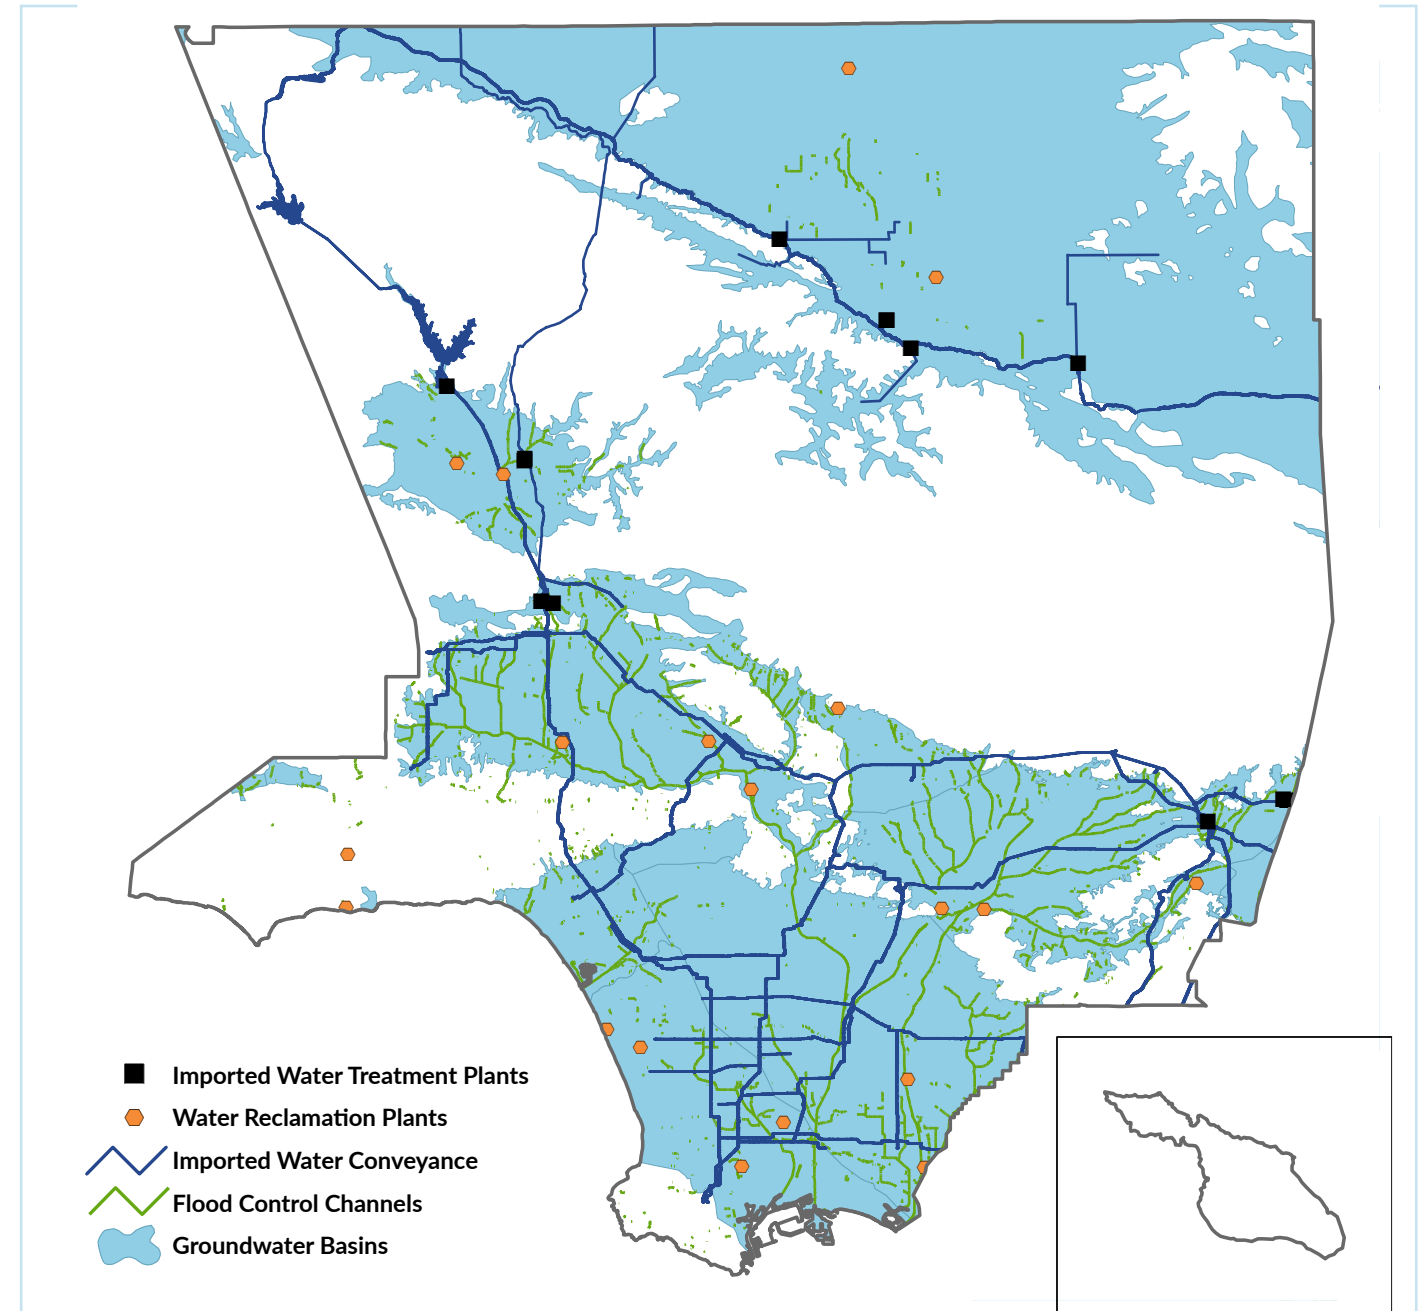 Imported Water Treatment Plants
Water Reclamation Plants
Imported Water Conveyance
Flood Control Channels
Groundwater Basins